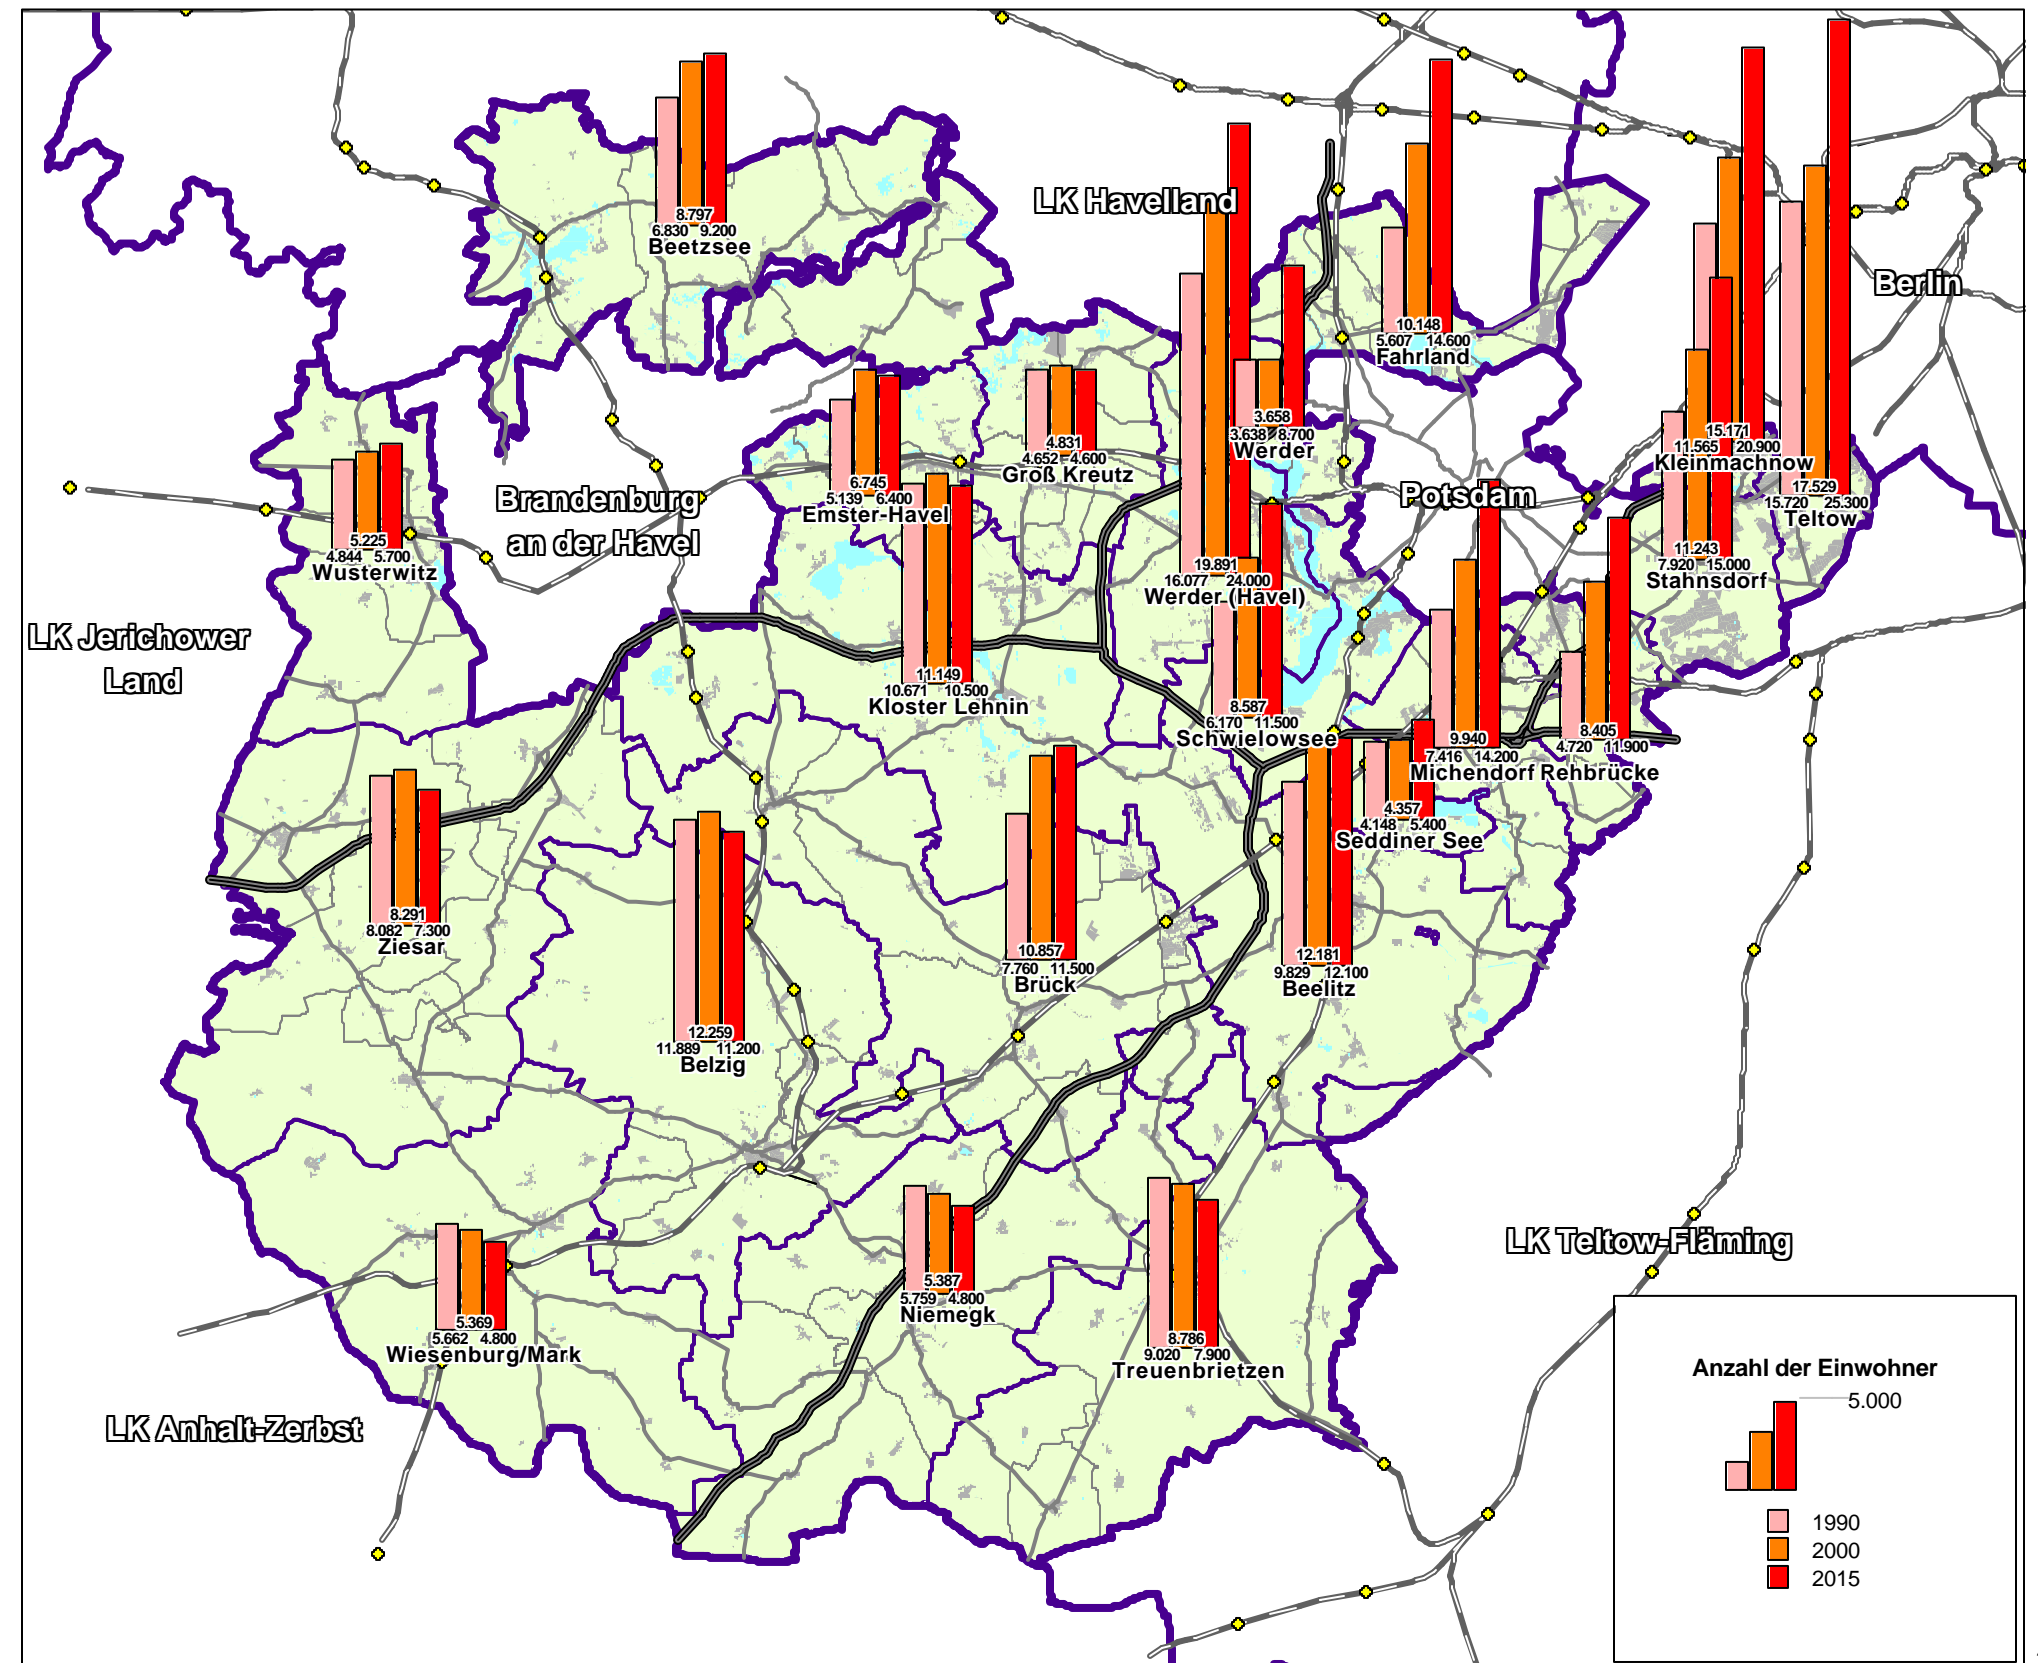 8.797
6.830 9.200
Beetzsee
LK Havelland
10.148
5.607 14.600
Fahrland
Berlin
3.658
3.638 8.700
Werder
4.831
4.652 4.600
Groß Kreutz
15.171
11.565 20.900
Kleinmachnow
17.529
15.720 25.300
Teltow
6.745
5.139 6.400
Emster-Havel
Brandenburg
an der Havel
Potsdam
5.225
4.844 5.700
Wusterwitz
11.243
7.920 15.000
Stahnsdorf
19.891
16.077 24.000
Werder (Havel)
LK Jerichower
Land
11.149
10.671 10.500
Kloster Lehnin
8.587
6.170 11.500
Schwielowsee
9.940
7.416 14.200
Michendorf
8.405
4.720 11.900
Rehbrücke
4.357
4.148 5.400
Seddiner See
8.291
8.082 7.300
Ziesar
10.857
7.760 11.500
Brück
12.181
9.829 12.100
Beelitz
12.259
11.889 11.200
Belzig
LK Teltow-Fläming
5.387
5.759 4.800
Niemegk
5.369
5.662 4.800
Wiesenburg/Mark
8.786
9.020 7.900
Treuenbrietzen
LK Anhalt-Zerbst
Anzahl der Einwohner
5.000
1990
2000
2015